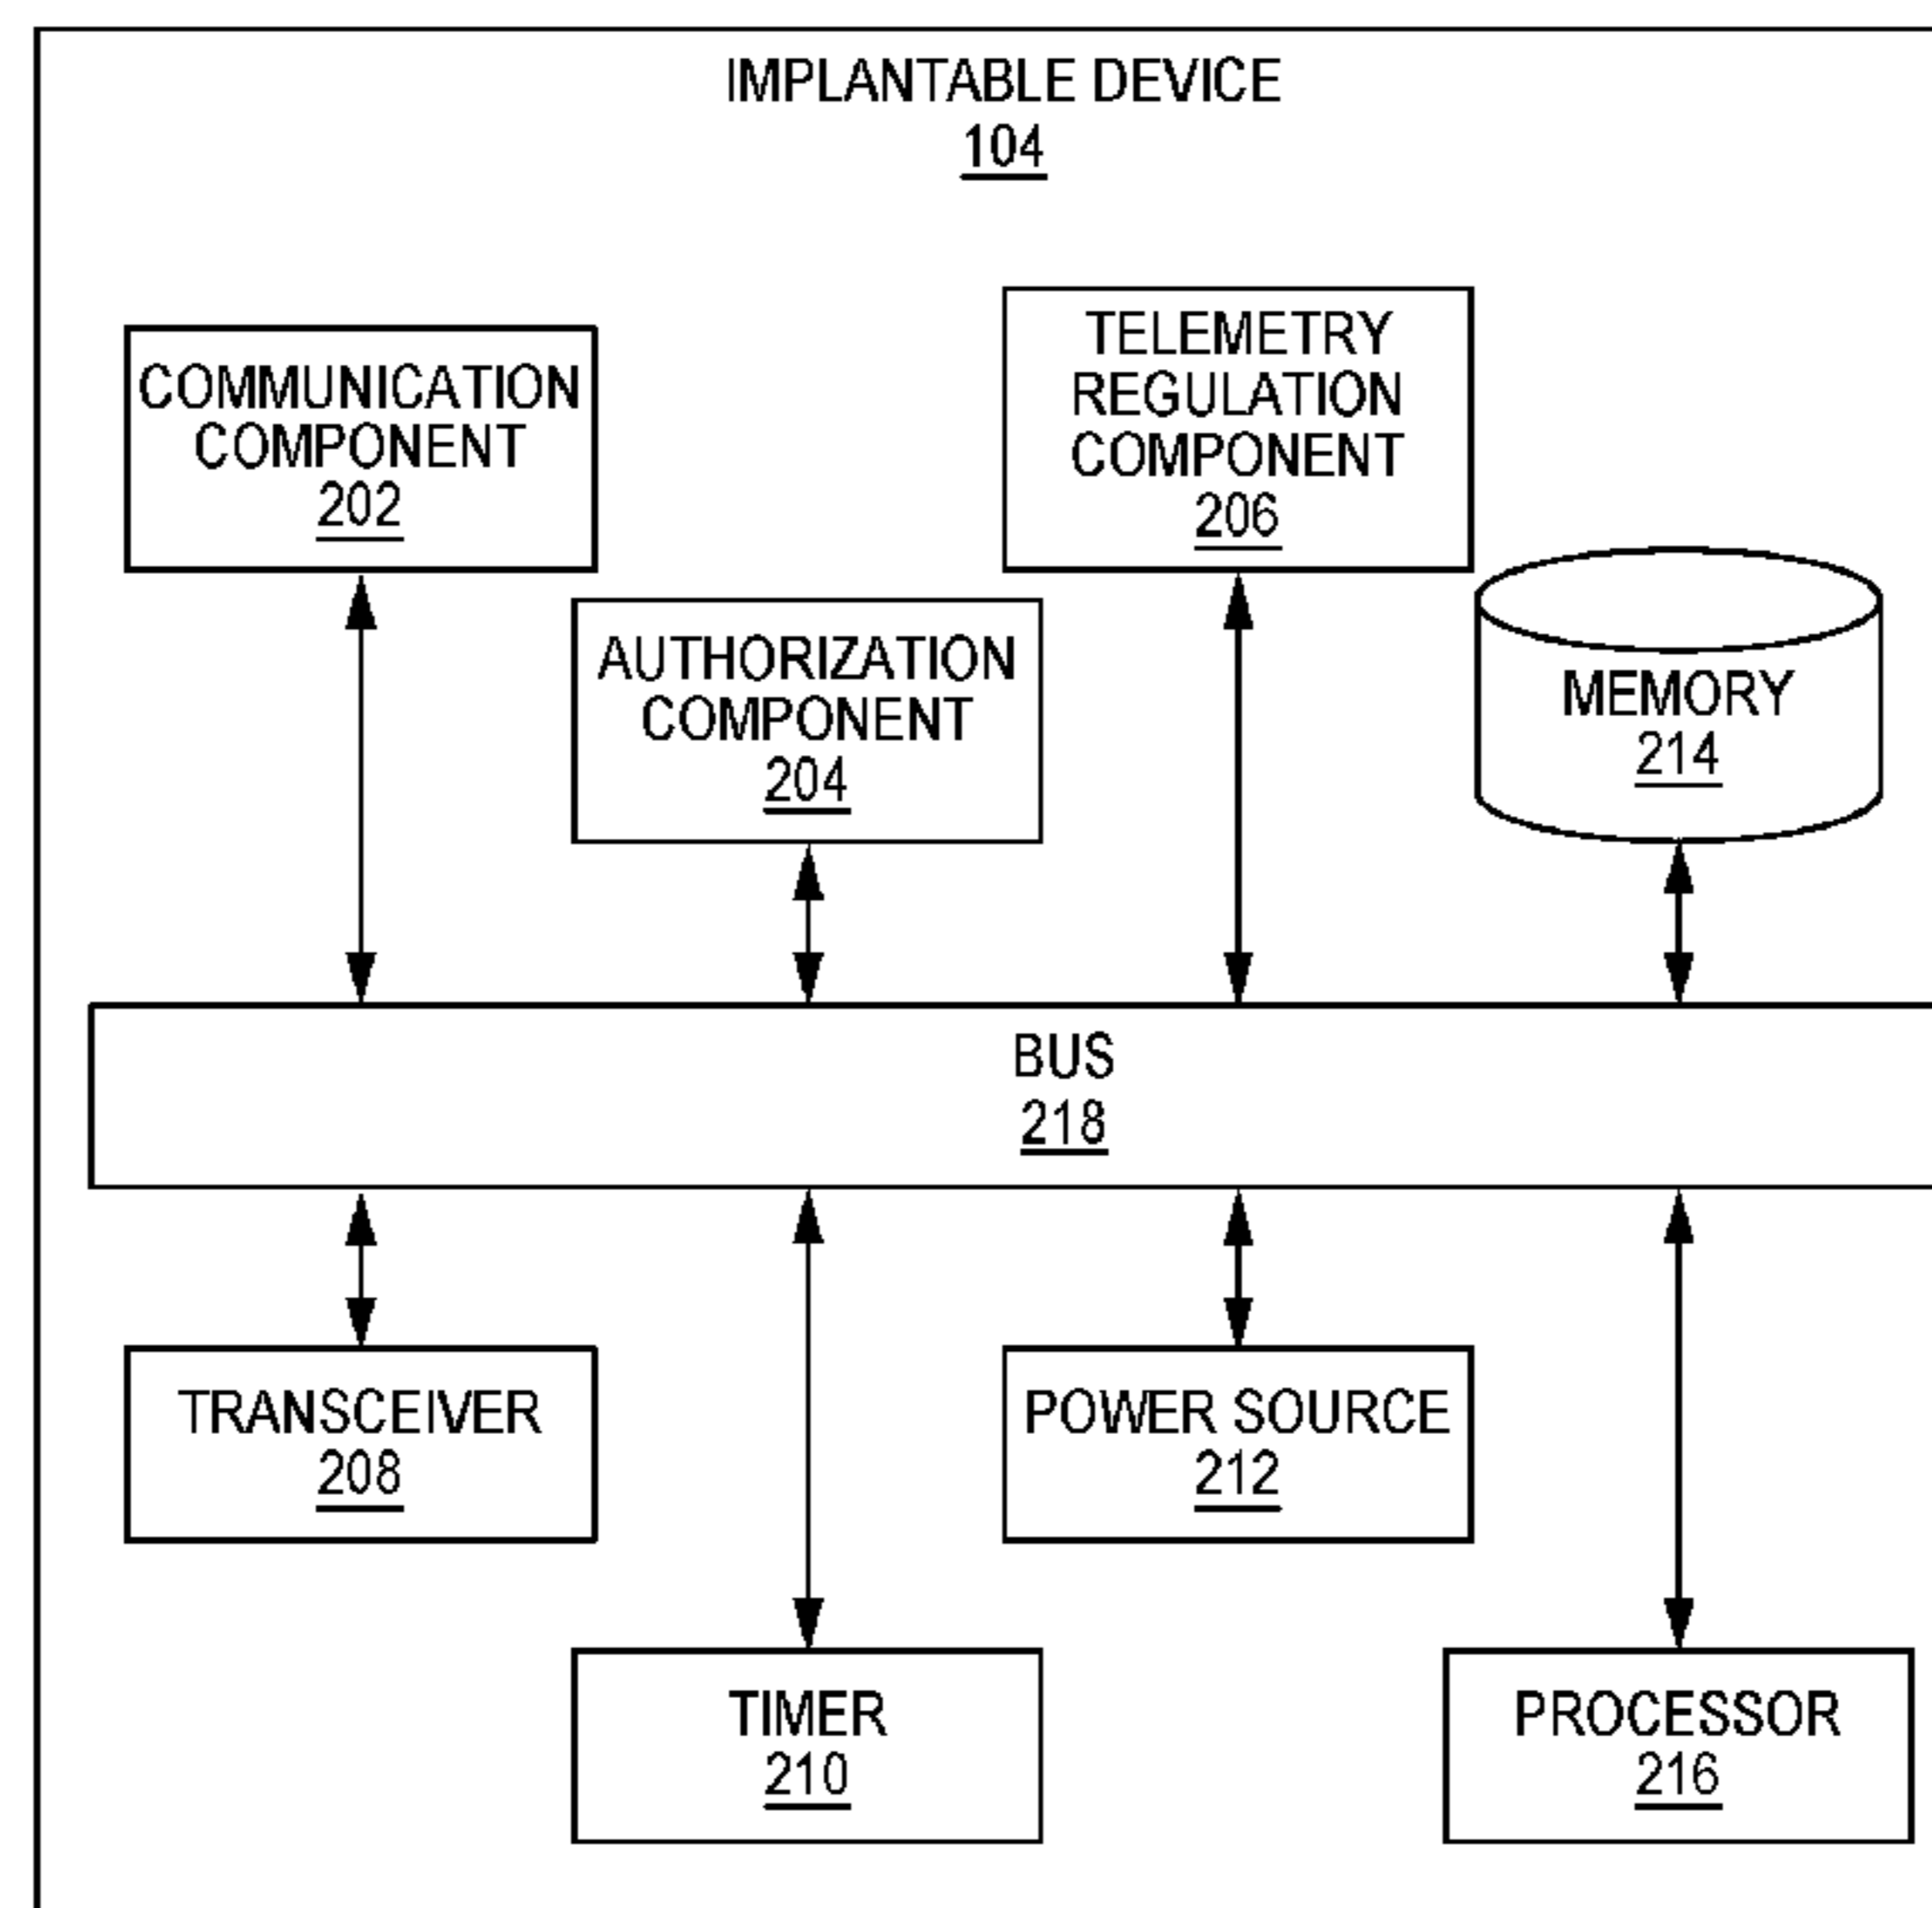 IMPLANTABLE DEVICE
104
COMMUNICATION
COMPONENT
202
TELEMETRY
REGULATION
COMPONENT
206
AUTHORIZATION
COMPONENT
204
MEMORY
214
BUS
218
TRANSCEIVER
208
POWER SOURCE
212
TIMER
210
PROCESSOR
216